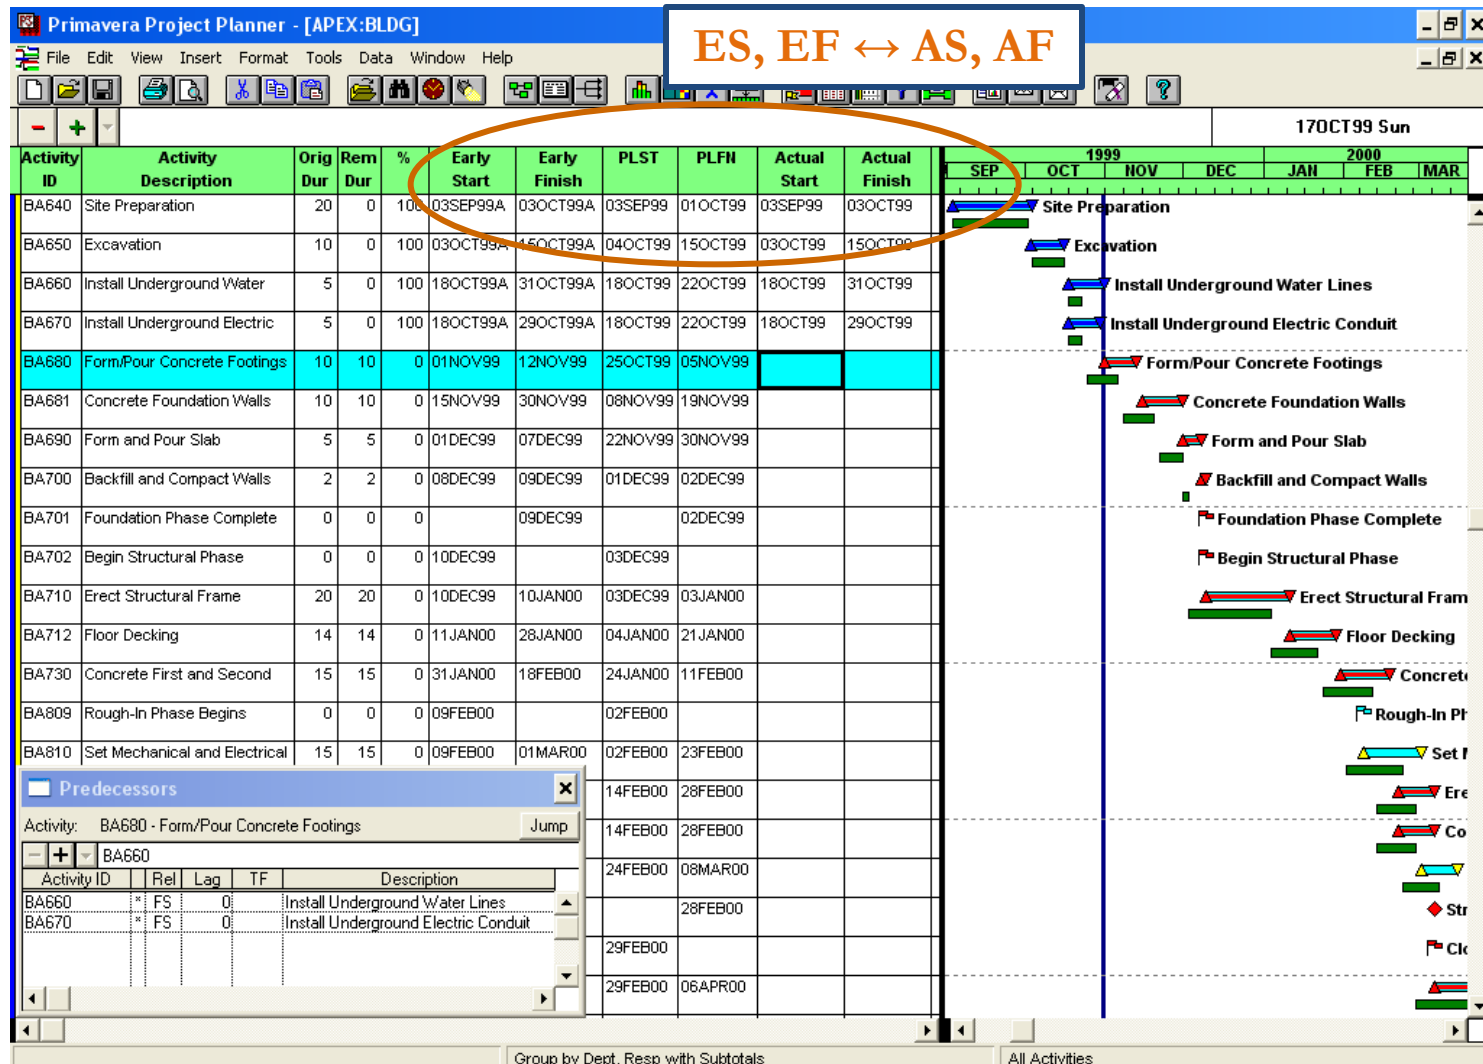 Primavera Project Planner - [APEX:BLDG]
ES, EF ↔ AS, AF
File Edit View Insert Format Tools Data Window Help
17OCT99 Sun
Activity ID Activity Description Orig Dur Rem Dur % Early Start Early Finish PLST PLFN Actual Start Actual Finish
1999 2000
SEP OCT NOV DEC JAN FEB MAR
BA640 Site Preparation 20 0 100 03SEP99A 03OCT99A 03SEP99 01OCT99 03SEP99 03OCT99 Site Preparation
BA650 Excavation 10 0 100 03OCT99A 15OCT99A 04OCT99 15OCT99 03OCT99 15OCT99 Excavation
BA660 Install Underground Water 5 0 100 18OCT99A 31OCT99A 18OCT99 22OCT99 18OCT99 31OCT99 Install Underground Water Lines
BA670 Install Underground Electric 5 0 100 18OCT99A 29OCT99A 18OCT99 22OCT99 18OCT99 29OCT99 Install Underground Electric Conduit
BA680 Form/Pour Concrete Footings 10 10 0 01NOV99 12NOV99 25OCT99 05NOV99 Form/Pour Concrete Footings
BA681 Concrete Foundation Walls 10 10 0 15NOV99 30NOV99 08NOV99 19NOV99 Concrete Foundation Walls
BA690 Form and Pour Slab 5 5 0 01DEC99 07DEC99 22NOV99 30NOV99 Form and Pour Slab
BA700 Backfill and Compact Walls 2 2 0 08DEC99 09DEC99 01DEC99 02DEC99 Backfill and Compact Walls
BA701 Foundation Phase Complete 0 0 0 09DEC99 02DEC99 Foundation Phase Complete
BA702 Begin Structural Phase 0 0 0 10DEC99 03DEC99 Begin Structural Phase
BA710 Erect Structural Frame 20 20 0 10DEC99 10JAN00 03DEC99 03JAN00 Erect Structural Fram
BA712 Floor Decking 14 14 0 11JAN00 28JAN00 04JAN00 21JAN00 Floor Decking
BA730 Concrete First and Second 15 15 0 31JAN00 18FEB00 24JAN00 11FEB00 Concrete
BA809 Rough-In Phase Begins 0 0 0 09FEB00 02FEB00 Rough-In Ph
BA810 Set Mechanical and Electrical 15 15 0 09FEB00 01MAR00 02FEB00 23FEB00 Set M
14FEB00 28FEB00 Ere
14FEB00 28FEB00 Co
24FEB00 08MAR00
28FEB00 Str
29FEB00 Clo
29FEB00 06APR00
Predecessors
Activity: BA680 - Form/Pour Concrete Footings Jump
BA660
Activity ID Rel Lag TF Description
BA660 * FS 0 Install Underground Water Lines
BA670 * FS 0 Install Underground Electric Conduit
Group by Dept, Resp with Subtotals All Activities